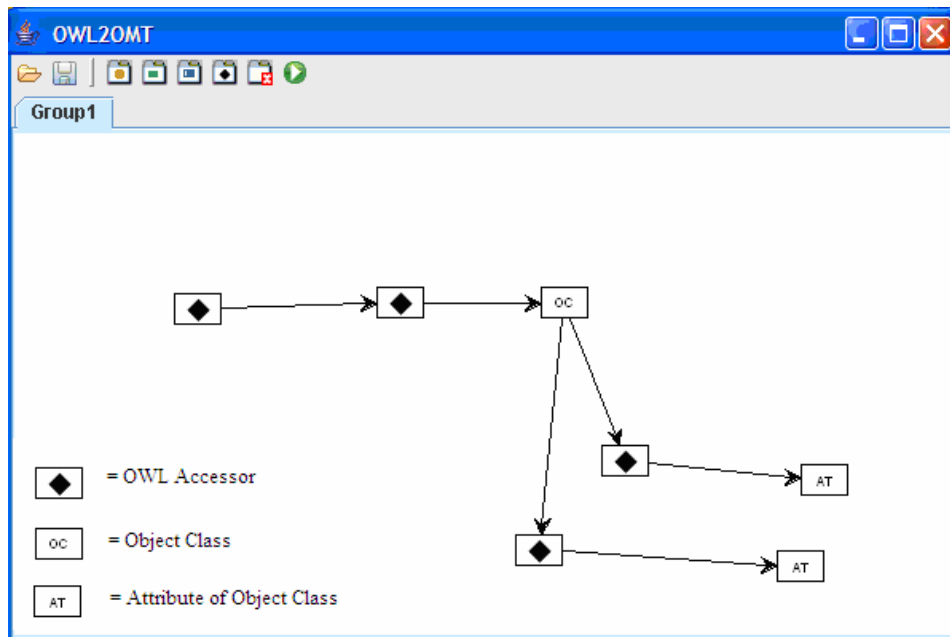 OWL2OMT
Group1
OC
AT
AT
= OWL Accessor
OC = Object Class
AT = Attribute of Object Class